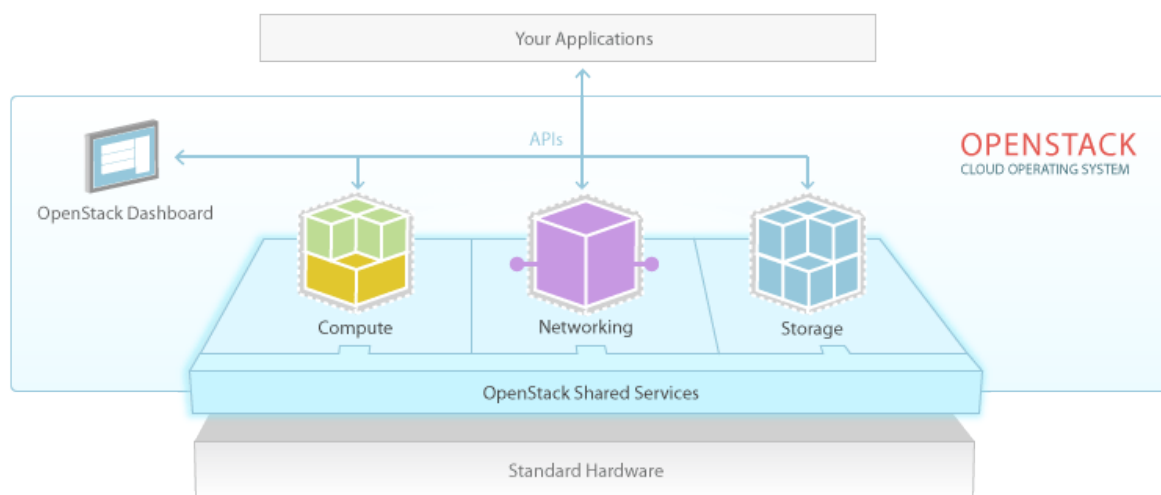 Your Applications
APIs
OPENSTACK
CLOUD OPERATING SYSTEM
OpenStack Dashboard
Compute
Networking
Storage
OpenStack Shared Services
Standard Hardware